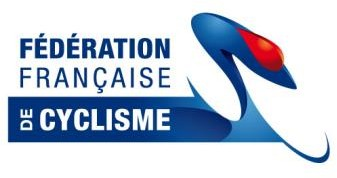 FÉDÉRATION
FRANÇAISE
DE CYCLISME